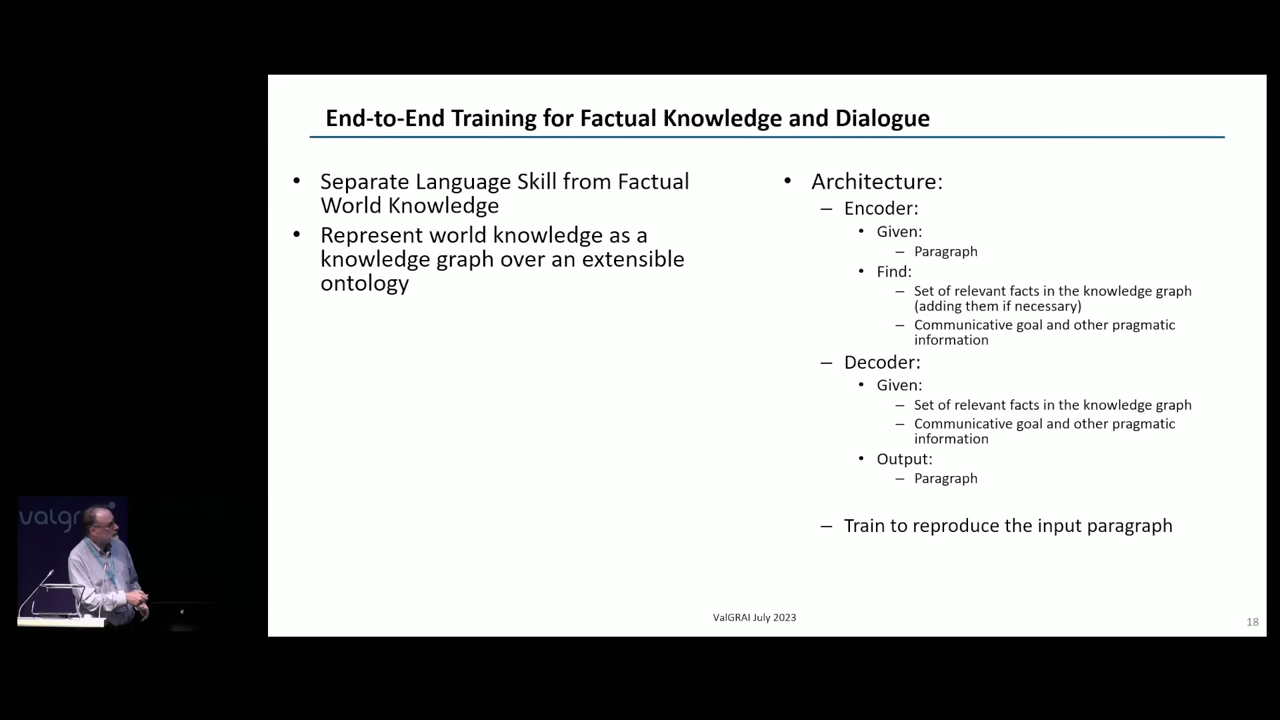 End-to-End Training for Factual Knowledge and Dialogue
• Separate Language Skill from Factual
World Knowledge
• Represent world knowledge as a
knowledge graph over an extensible
ontology
• Architecture:
– Encoder:
• Given:
– Paragraph
• Find:
– Set of relevant facts in the knowledge graph
(adding them if necessary)
– Communicative goal and other pragmatic
information
– Decoder:
• Given:
– Set of relevant facts in the knowledge graph
– Communicative goal and other pragmatic
information
• Output:
– Paragraph
– Train to reproduce the input paragraph
valgr
ValGRAI July 2023
18